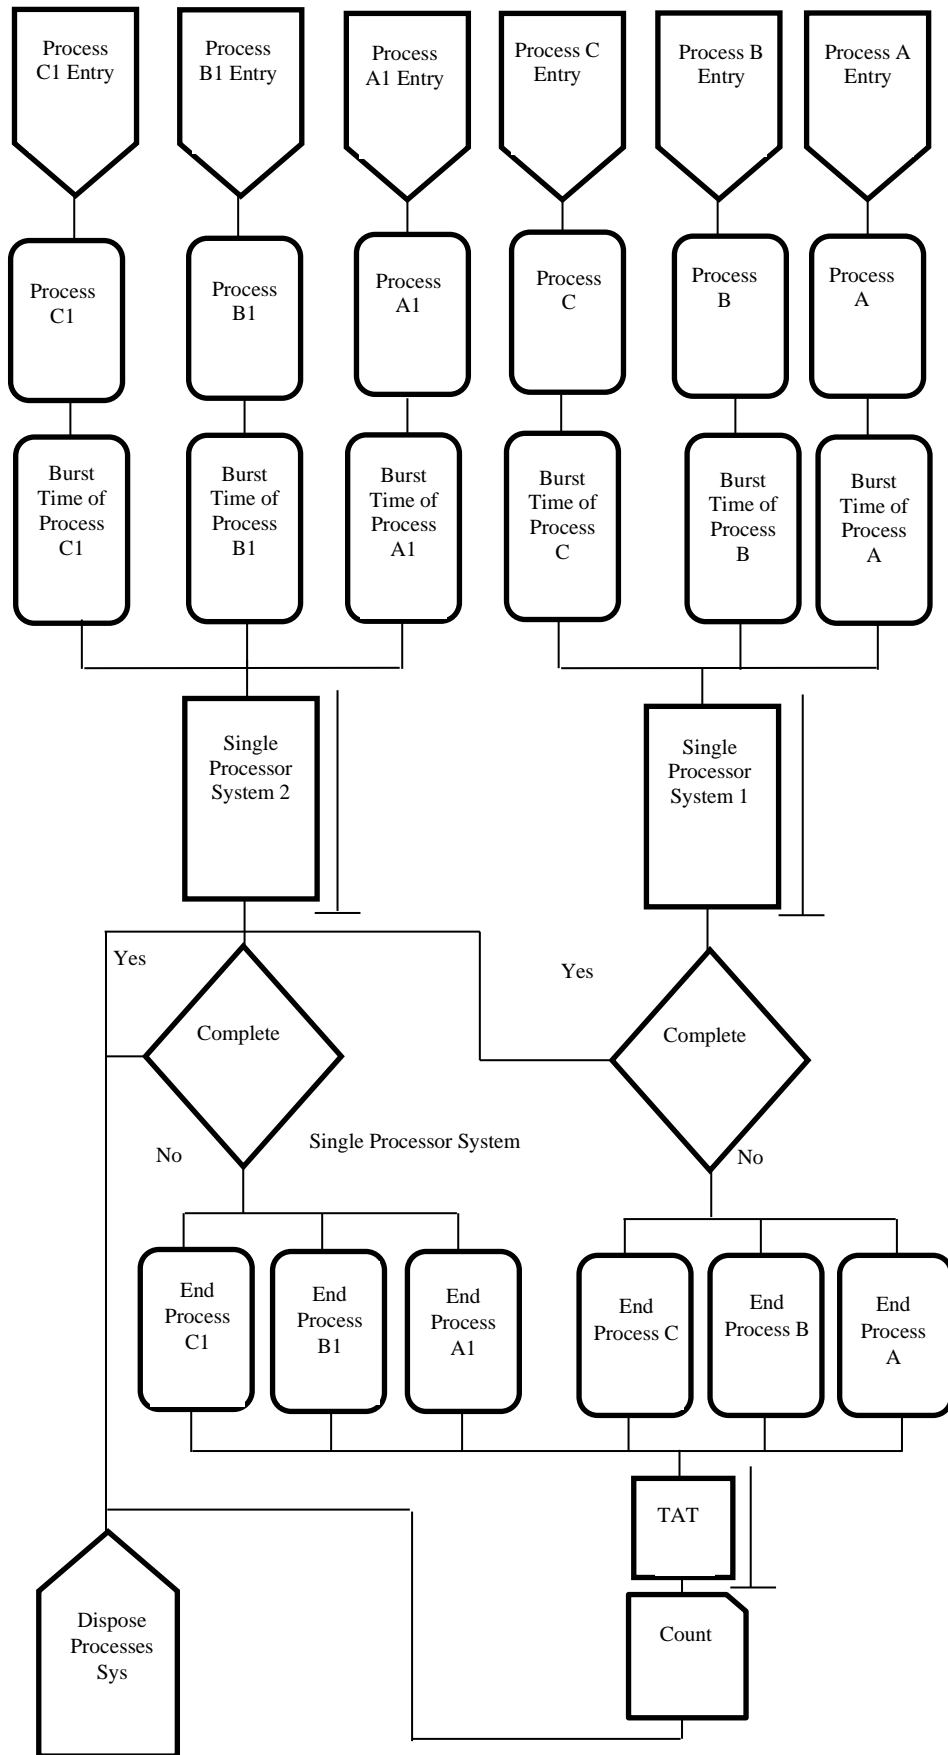 Process
C1 Entry
Process
B1 Entry
Process
A1 Entry
Process C
Entry
Process B
Entry
Process A
Entry
Process
C1
Process
B1
Process
A1
Process
C
Process
B
Process
A
Burst
Time of
Process
C1
Burst
Time of
Process
B1
Burst
Time of
Process
A1
Burst
Time of
Process
C
Burst
Time of
Process
B
Burst
Time of
Process
A
Single
Processor
System 2
Single
Processor
System 1
Yes
Complete
Yes
Complete
No
Single Processor System
No
End
Process
C1
End
Process
B1
End
Process
A1
End
Process C
End
Process B
End
Process
A
TAT
Count
Dispose
Processes
Sys